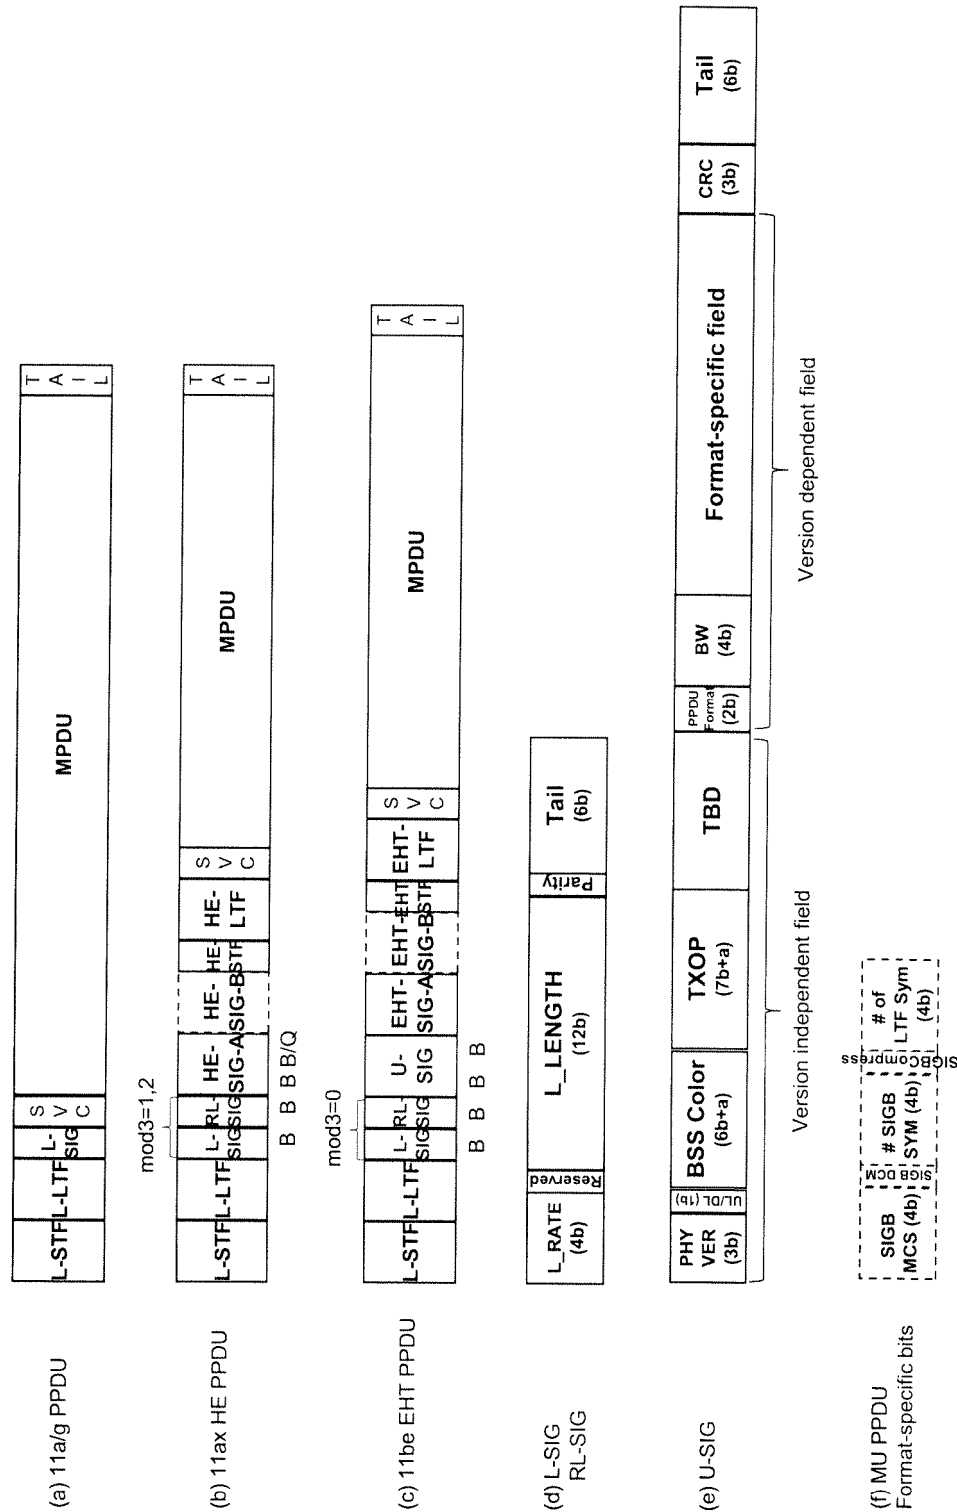 (a) 11a/g PPDU
L-STF
L-LTF
L-
SIG
S
V
C
MPDU
T
A
I
L
(b) 11ax HE PPDU
mod3=1,2
L-STF
L-LTF
L-
SIG
RL-
SIG
HE-
SIG-A
HE-
SIG-B
HE-
STF
HE-
LTF
S
V
C
MPDU
T
A
I
L
B B B B/Q
(c) 11be EHT PPDU
mod3=0
L-STF
L-LTF
L-
SIG
RL-
SIG
U-
SIG
EHT-
SIG-A
EHT-
SIG-B
EHT-
STF
EHT-
LTF
S
V
C
MPDU
T
A
I
L
B B B B
(d) L-SIG
RL-SIG
L_RATE
(4b)
Reserved
L_LENGTH
(12b)
Parity
Tail
(6b)
(e) U-SIG
PHY
VER
(3b)
UL/DL (1b)
BSS Color
(6b+a)
TXOP
(7b+a)
TBD
PPDU
Format
(2b)
BW
(4b)
Format-specific field
CRC
(3b)
Tail
(6b)
Version independent field
Version dependent field
(f) MU PPDU
Format-specific bits
SIGB
MCS (4b)
SIGB DCM
# SIGB
SYM (4b)
SIGB
Compress
# of
LTF Sym
(4b)